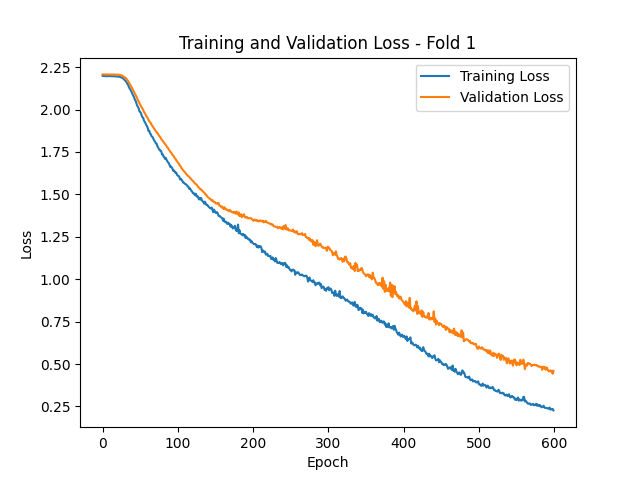 Training and Validation Loss - Fold 1
Training Loss
Validation Loss
2.25
2.00
1.75
1.50
1.25
1.00
0.75
0.50
0.25
Loss
0 100 200 300 400 500 600
Epoch